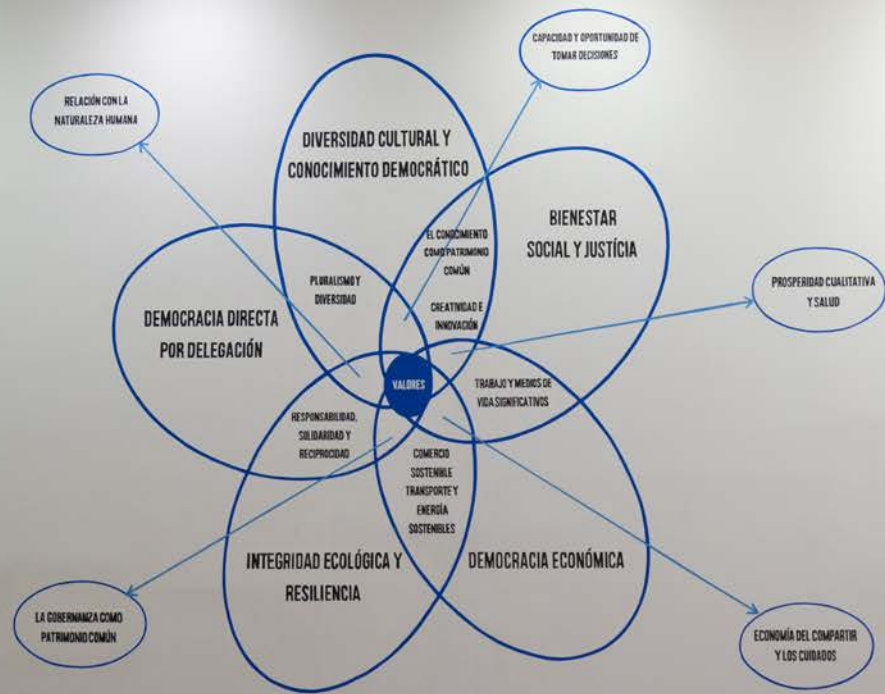 CAPACIDAD Y OPORTUNIDAD DE
TOMAR DECISIONES
RELACIÓN CON LA
NATURALEZA HUMANA
DIVERSIDAD CULTURAL Y
CONOCIMIENTO DEMOCRÁTICO
BIENESTAR
SOCIAL Y JUSTÍCIA
EL CONOCIMIENTO
COMO PATRIMONIO
COMÚN
CREATIVIDAD E
INNOVACIÓN
PLURALISMO Y
DIVERSIDAD
PROSPERIDAD CUALITATIVA
Y SALUD
DEMOCRACIA DIRECTA
POR DELEGACIÓN
VALORES
TRABAJO Y MEDIOS DE
VIDA SIGNIFICATIVOS
RESPONSABILIDAD,
SOLIDARIDAD Y
RECIPROCIDAD
COMERCIO
SOSTENIBLE
TRANSPORTE Y
ENERGÍA
SOSTENIBLES
INTEGRIDAD ECOLÓGICA Y
RESILIENCIA
DEMOCRACIA ECONÓMICA
LA GOBERNANZA COMO
PATRIMONIO COMÚN
ECONOMÍA DEL COMPARTIR
Y LOS CUIDADOS